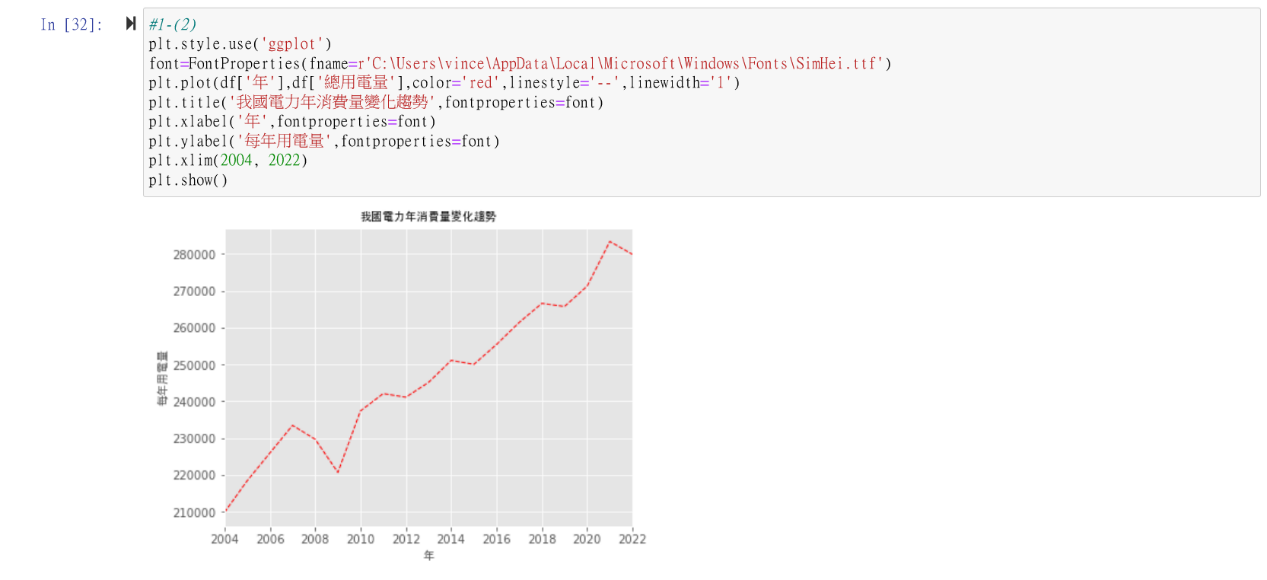 In [32]:
#1-(2)
plt.style.use('ggplot')
font=FontProperties(fname=r'C:\Users\vince\AppData\Local\Microsoft\Windows\Fonts\SimHei.ttf')
plt.plot(df['年'],df['總用電量'],color='red',linestyle='--',linewidth='1')
plt.title('我國電力年消費量變化趨勢',fontproperties=font)
plt.xlabel('年',fontproperties=font)
plt.ylabel('每年用電量',fontproperties=font)
plt.xlim(2004, 2022)
plt.show()
我國電力年消費量變化趨勢
280000
270000
260000
250000
240000
230000
220000
210000
每年用電量
2004 2006 2008 2010 2012 2014 2016 2018 2020 2022
年